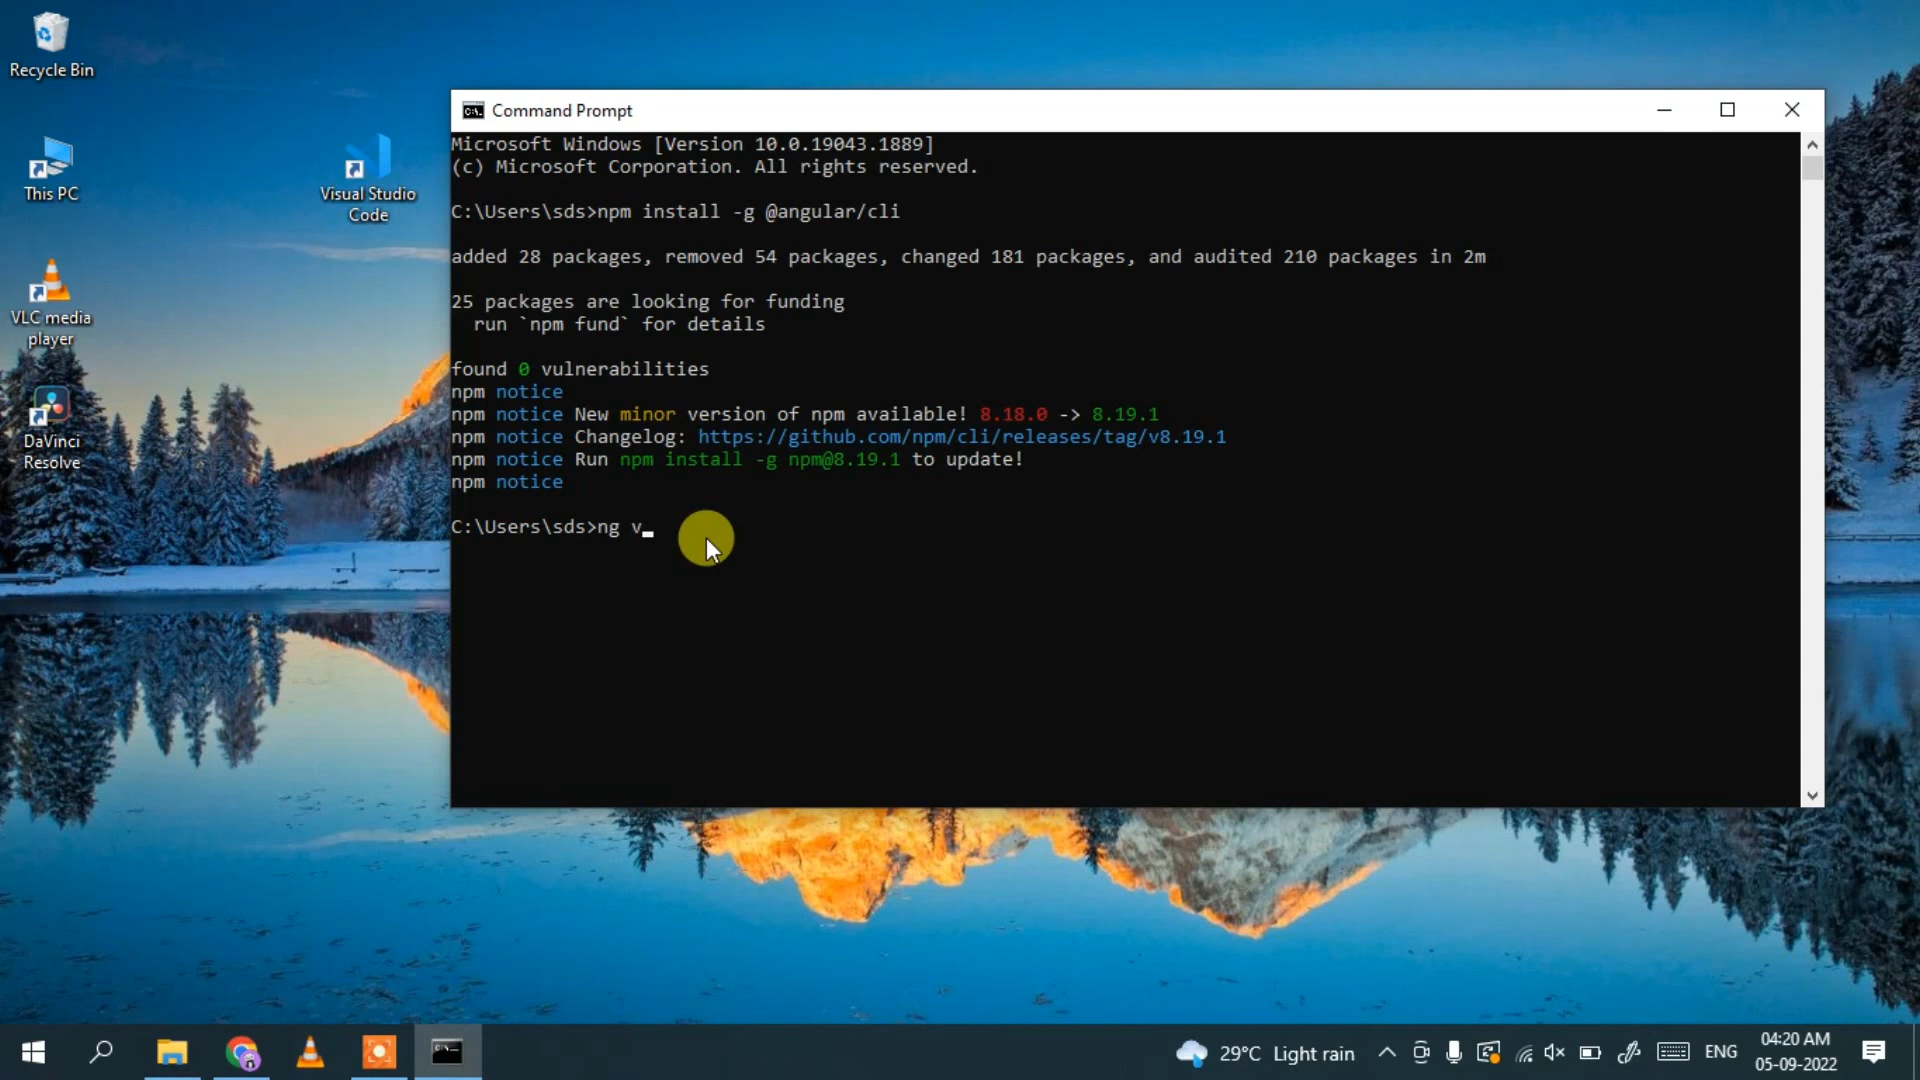 Recycle Bin
This PC
Visual Studio
Code
VLC media
player
DaVinci
Resolve
Command Prompt
Microsoft Windows [Version 10.0.19043.1889]
(c) Microsoft Corporation. All rights reserved.
C:\Users\sds>npm install -g @angular/cli
added 28 packages, removed 54 packages, changed 181 packages, and audited 210 packages in 2m
25 packages are looking for funding
  run `npm fund` for details
found 0 vulnerabilities
npm notice
npm notice New minor version of npm available! 8.18.0 -> 8.19.1
npm notice Changelog: https://github.com/npm/cli/releases/tag/v8.19.1
npm notice Run npm install -g npm@8.19.1 to update!
npm notice
C:\Users\sds>ng v
29°C Light rain
ENG
04:20 AM
05-09-2022